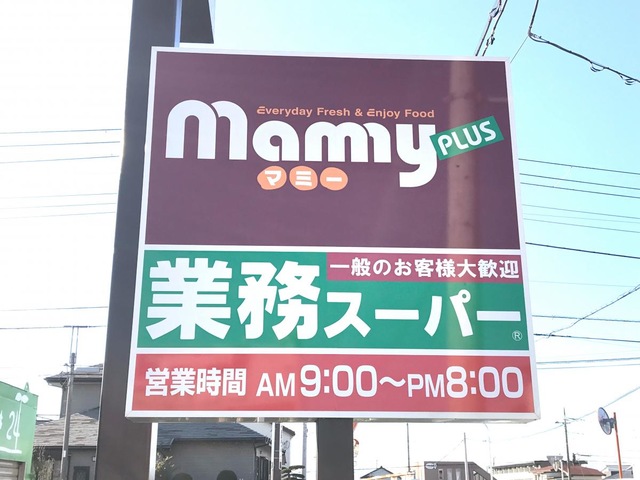 Everyday Fresh & Enjoy Food
mamy PLUS
マミー
一般のお客様大歓迎
業務スーパー®
営業時間 AM9:00〜PM8:00
24